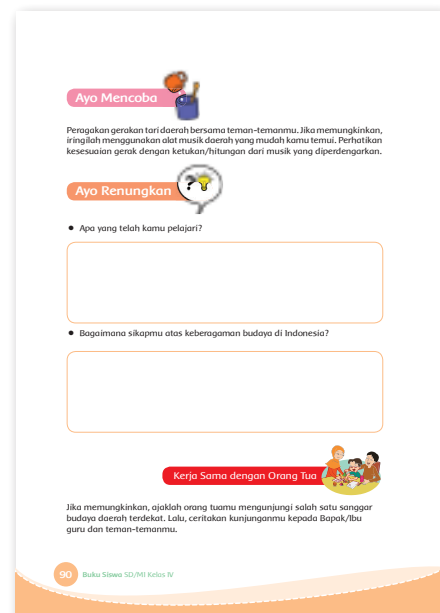 Ayo Mencoba
Peragakan gerakan tari daerah bersama teman-temanmu. Jika memungkinkan,
iringilah menggunakan alat musik daerah yang mudah kamu temui. Perhatikan
kesesuaian gerak dengan ketukan/hitungan dari musik yang diperdengarkan.
Ayo Renungkan
?
• Apa yang telah kamu pelajari?
• Bagaimana sikapmu atas keberagaman budaya di Indonesia?
Kerja Sama dengan Orang Tua
Jika memungkinkan, ajaklah orang tuamu mengunjungi salah satu sanggar
budaya daerah terdekat. Lalu, ceritakan kunjunganmu kepada Bapak/Ibu
guru dan teman-temanmu.
90 Buku Siswa SD/MI Kelas IV